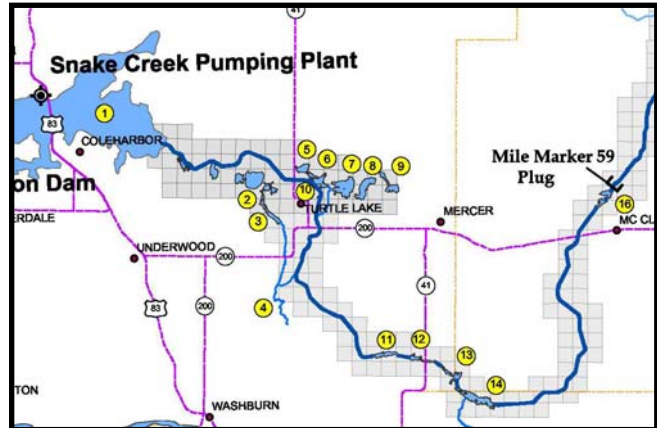 41
Snake Creek Pumping Plant
1
83
COLEHARBOR
on Dam
ERDALE
5
6
7
8
9
10
2
TURTLE LAKE
3
MERCER
Mile Marker 59
Plug
16
MC CL
200
UNDERWOOD
200
4
41
83
200
11
12
13
14
TON
WASHBURN